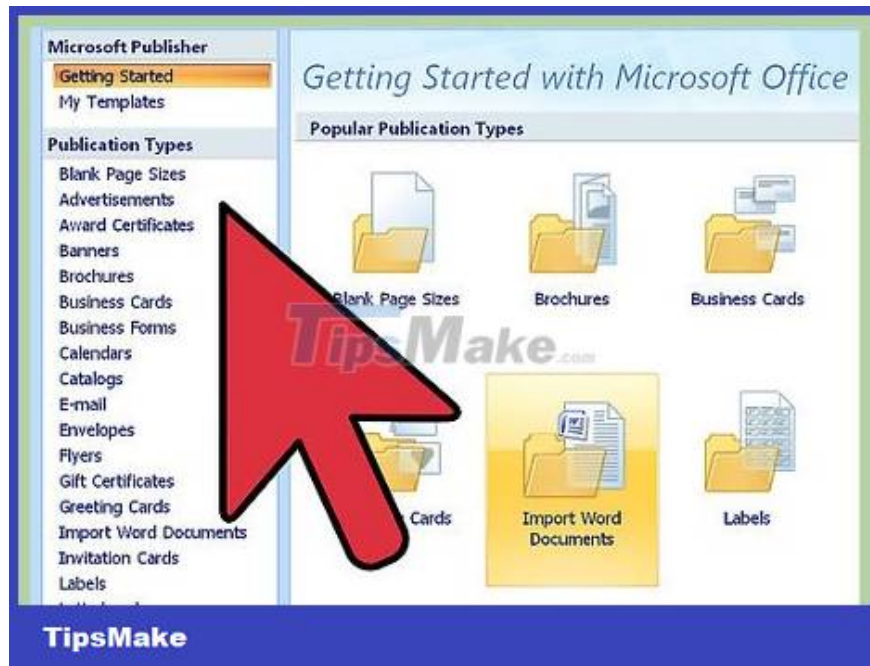 Microsoft Publisher
Getting Started
My Templates
Publication Types
Blank Page Sizes
Advertisements
Award Certificates
Banners
Brochures
Business Cards
Business Forms
Calendars
Catalogs
E-mail
Envelopes
Flyers
Gift Certificates
Greeting Cards
Import Word Documents
Invitation Cards
Labels
Getting Started with Microsoft Office
Popular Publication Types
Blank Page Sizes
Brochures
Business Cards
TipsMake.com
Cards
Import Word
Documents
Labels
TipsMake